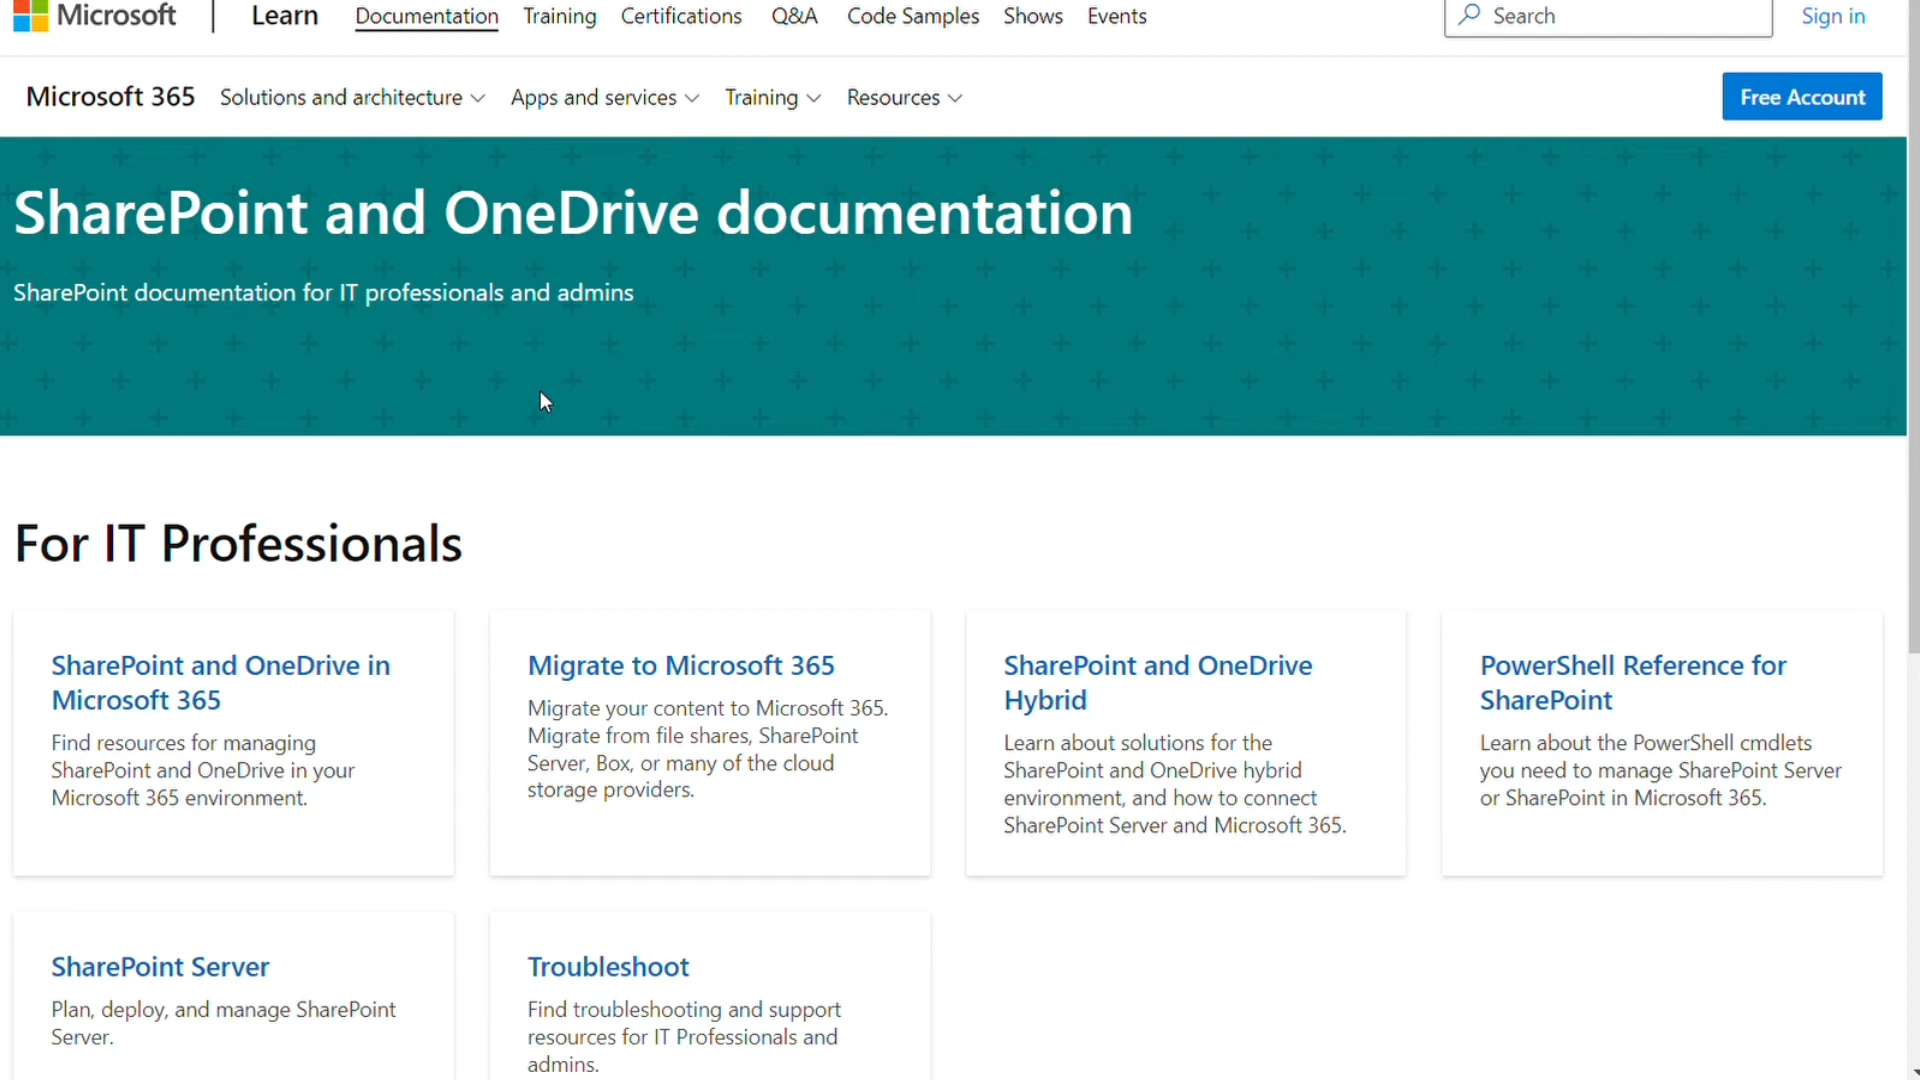 Microsoft Learn Documentation Training Certifications Q&A Code Samples Shows Events Search Sign in
Microsoft 365 Solutions and architecture Apps and services Training Resources Free Account
SharePoint and OneDrive documentation
SharePoint documentation for IT professionals and admins
For IT Professionals
SharePoint and OneDrive in
Microsoft 365
Find resources for managing
SharePoint and OneDrive in your
Microsoft 365 environment.
Migrate to Microsoft 365
Migrate your content to Microsoft 365.
Migrate from file shares, SharePoint
Server, Box, or many of the cloud
storage providers.
SharePoint and OneDrive
Hybrid
Learn about solutions for the
SharePoint and OneDrive hybrid
environment, and how to connect
SharePoint Server and Microsoft 365.
PowerShell Reference for
SharePoint
Learn about the PowerShell cmdlets
you need to manage SharePoint Server
or SharePoint in Microsoft 365.
SharePoint Server
Plan, deploy, and manage SharePoint
Server.
Troubleshoot
Find troubleshooting and support
resources for IT Professionals and
admins.